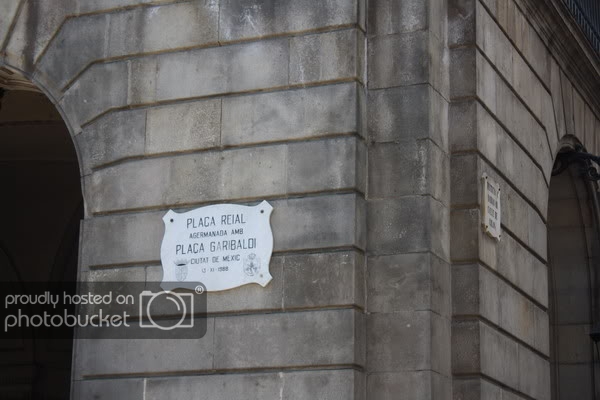 PLAÇA REIAL
AGERMANADA AMB
PLAÇA GARIBALDI
CIUTAT DE MÈXIC
proudly hosted on
photobucket